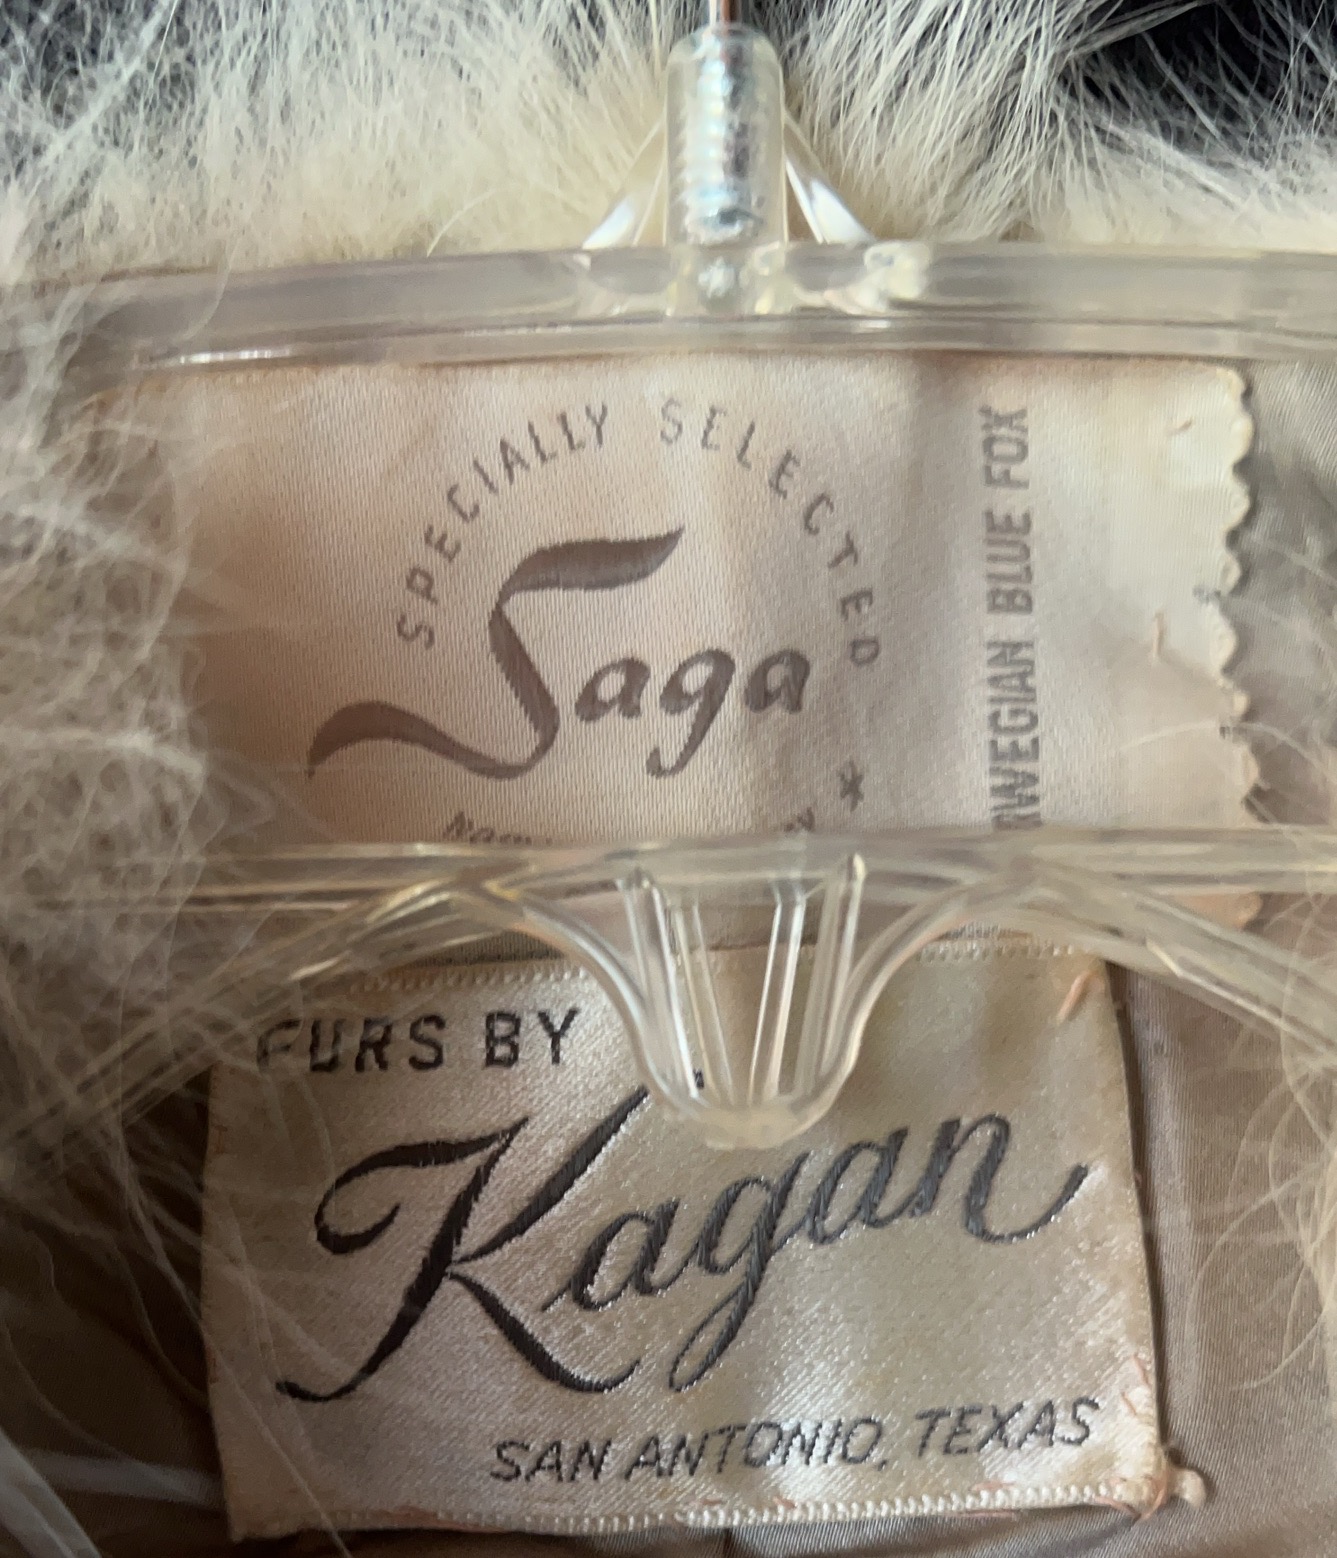 SPECIALLY SELECTED
Saga
*
RWEGIAN BLUE FOX
FURS BY
Kagan
SAN ANTONIO, TEXAS